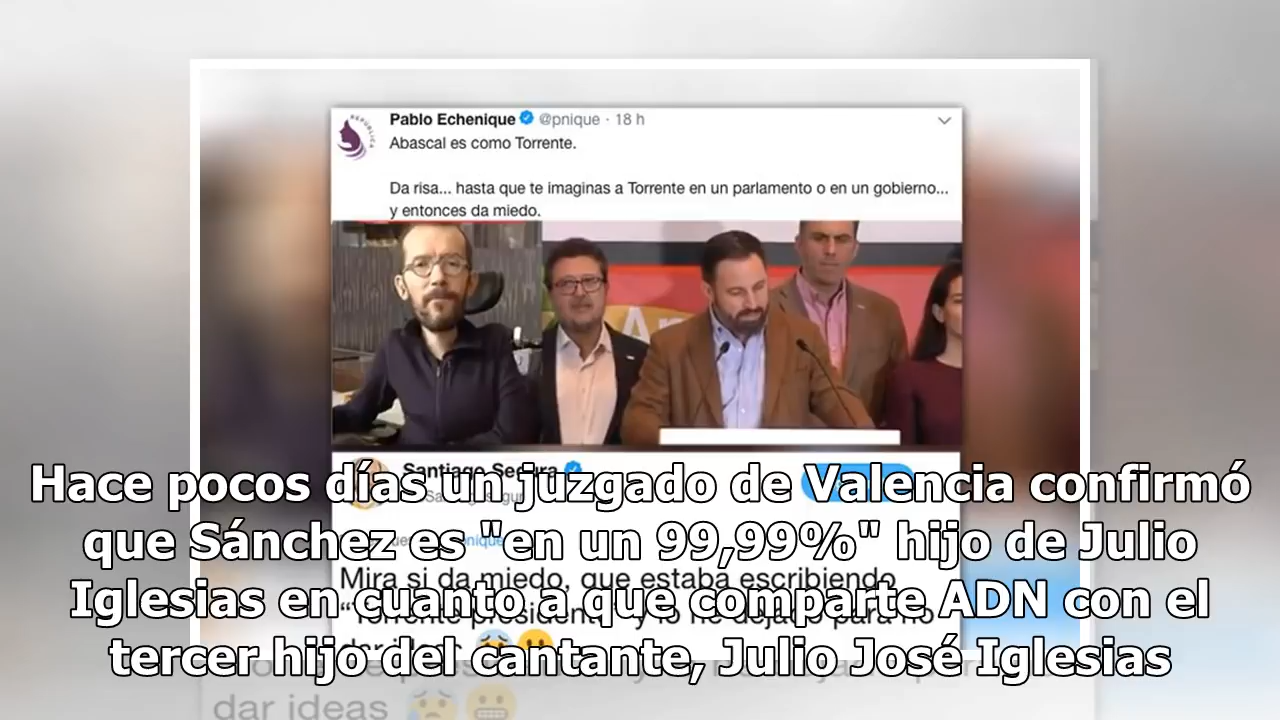 Pablo Echenique @pnique · 18 h
REPÚBLICA
Abascal es como Torrente.
Da risa... hasta que te imaginas a Torrente en un parlamento o en un gobierno...
y entonces da miedo.
An
Santiago Segura
Hace pocos días un juzgado de Valencia confirmó
que Sánchez es "en un 99,99%" hijo de Julio
Iglesias en cuanto a que comparte ADN con el
tercer hijo del cantante, Julio José Iglesias
Mira si da miedo, que estaba escribiendo
dar ideas